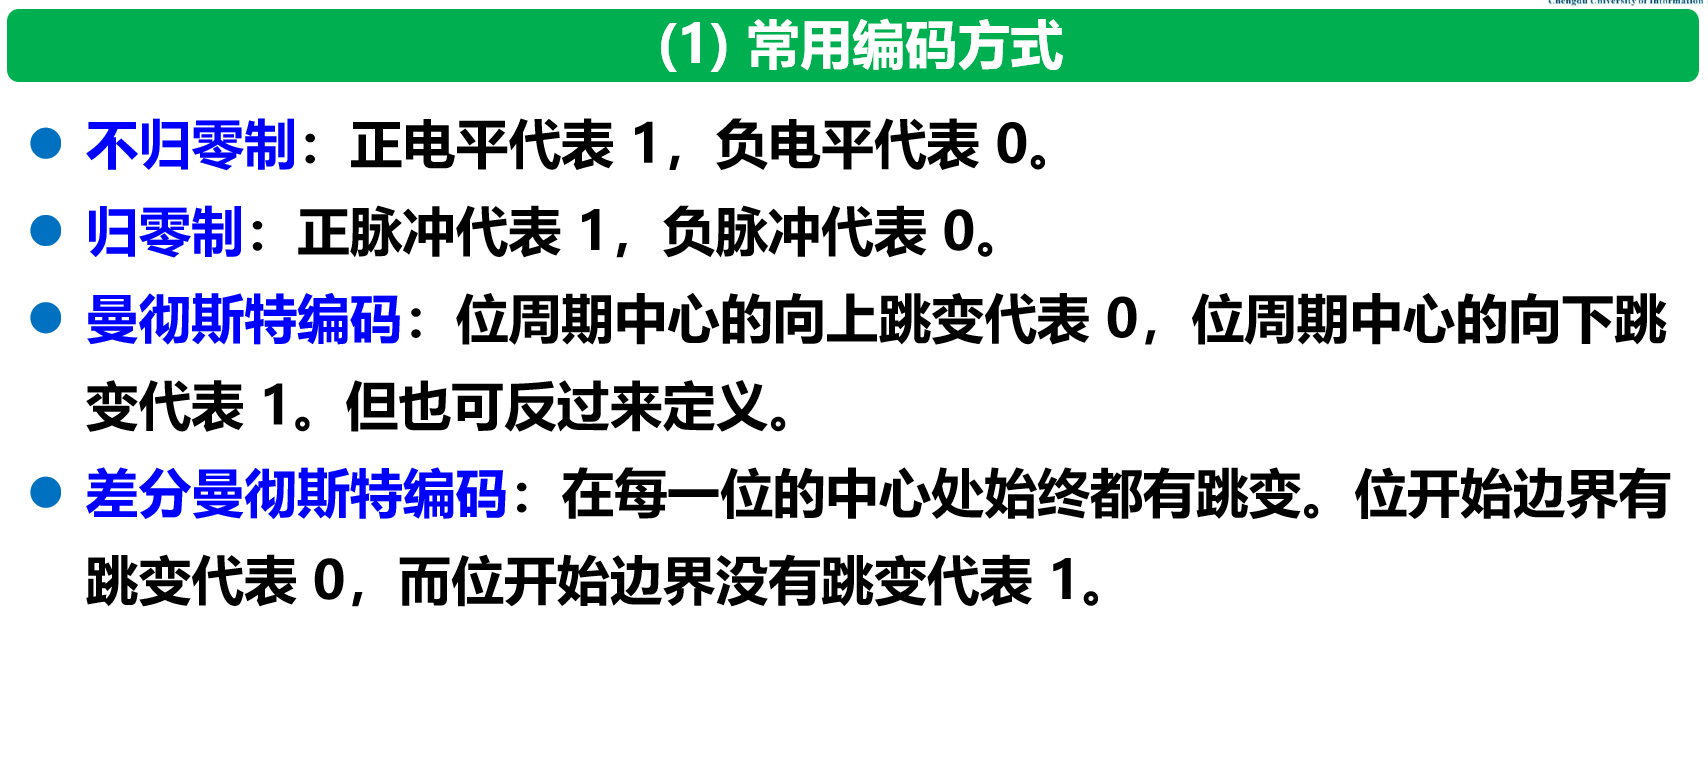 Chengdu University of Information
(1) 常用编码方式
不归零制：正电平代表 1，负电平代表 0。
归零制：正脉冲代表 1，负脉冲代表 0。
曼彻斯特编码：位周期中心的向上跳变代表 0，位周期中心的向下跳
变代表 1。但也可反过来定义。
差分曼彻斯特编码：在每一位的中心处始终都有跳变。位开始边界有
跳变代表 0，而位开始边界没有跳变代表 1。